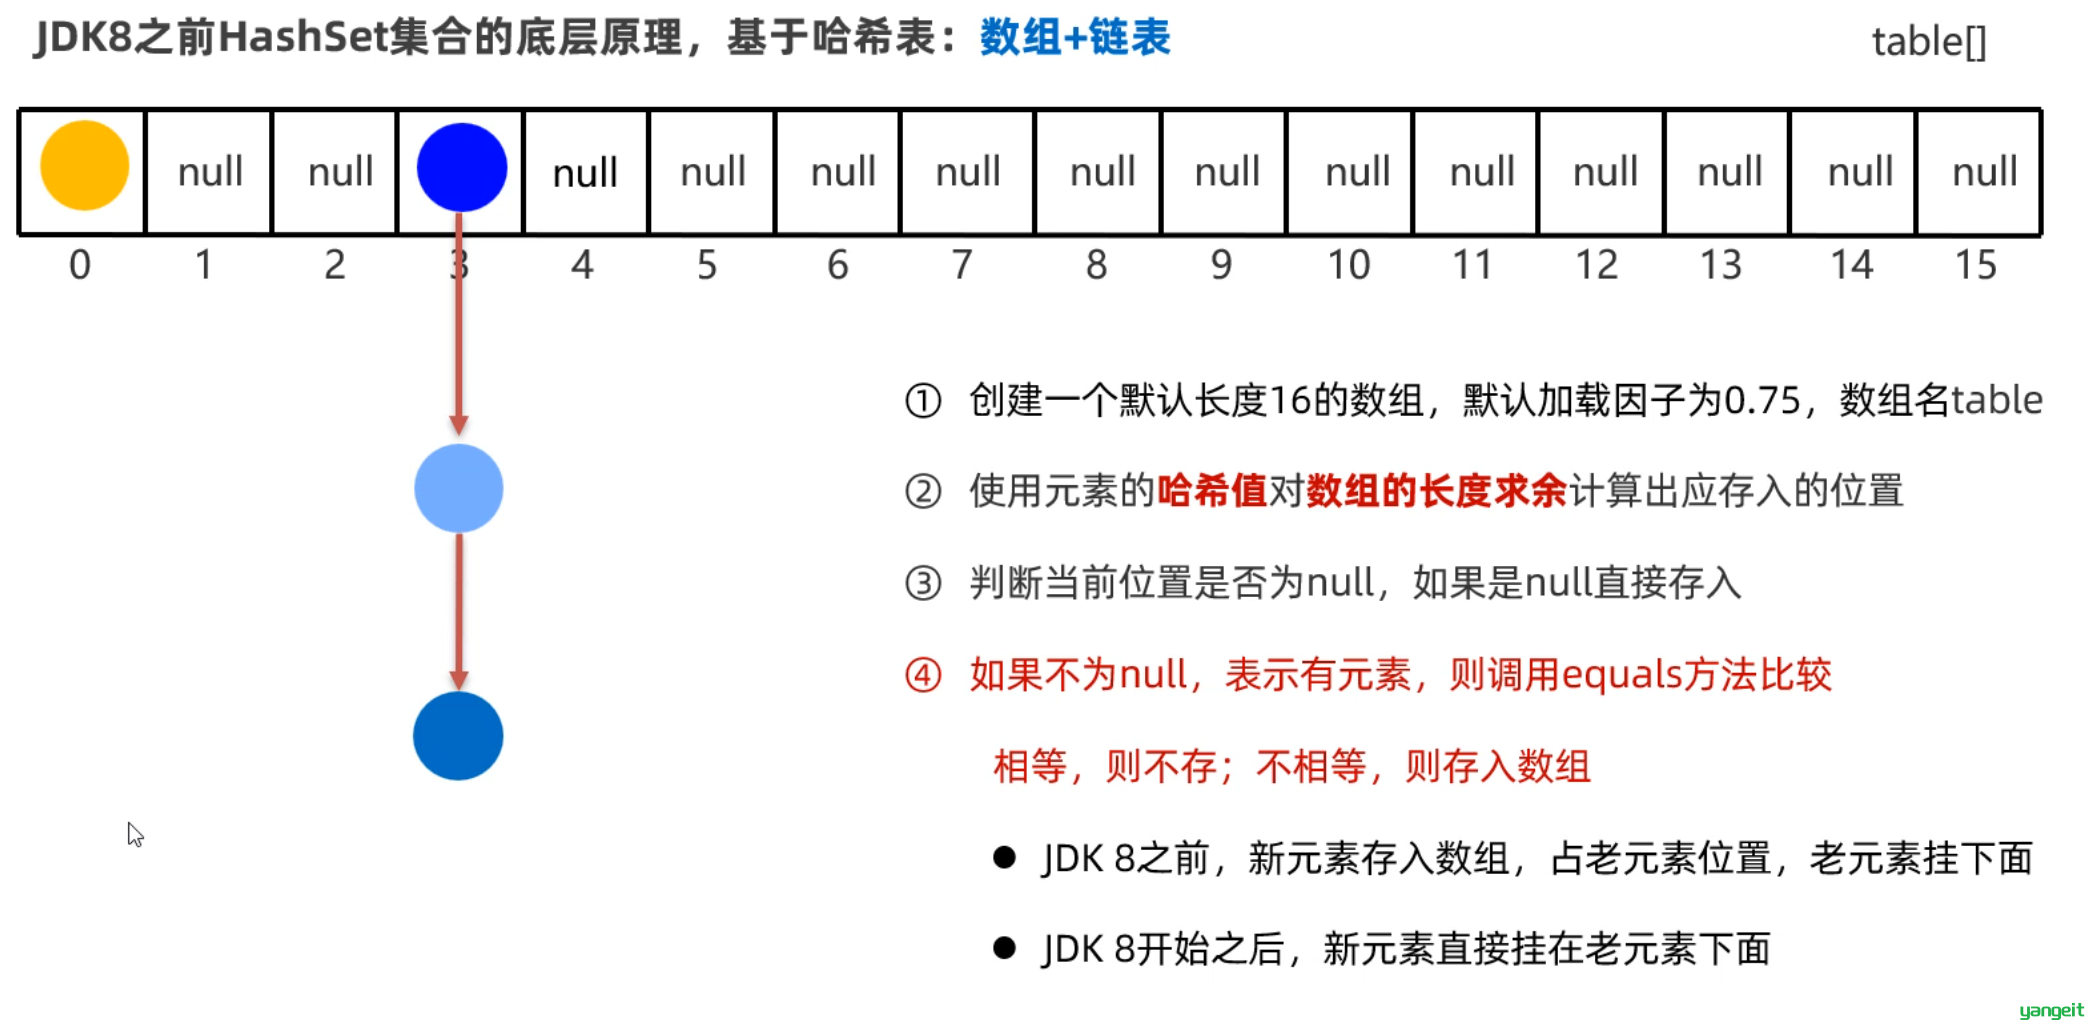 JDK8之前HashSet集合的底层原理，基于哈希表：数组+链表
table[]
null null null null null null null null null null null null null null
0 1 2 3 4 5 6 7 8 9 10 11 12 13 14 15
① 创建一个默认长度16的数组，默认加载因子为0.75，数组名table
② 使用元素的哈希值对数组的长度求余计算出应存入的位置
③ 判断当前位置是否为null，如果是null直接存入
④ 如果不为null，表示有元素，则调用equals方法比较
相等，则不存；不相等，则存入数组
● JDK 8之前，新元素存入数组，占老元素位置，老元素挂下面
● JDK 8开始之后，新元素直接挂在老元素下面
yangeit